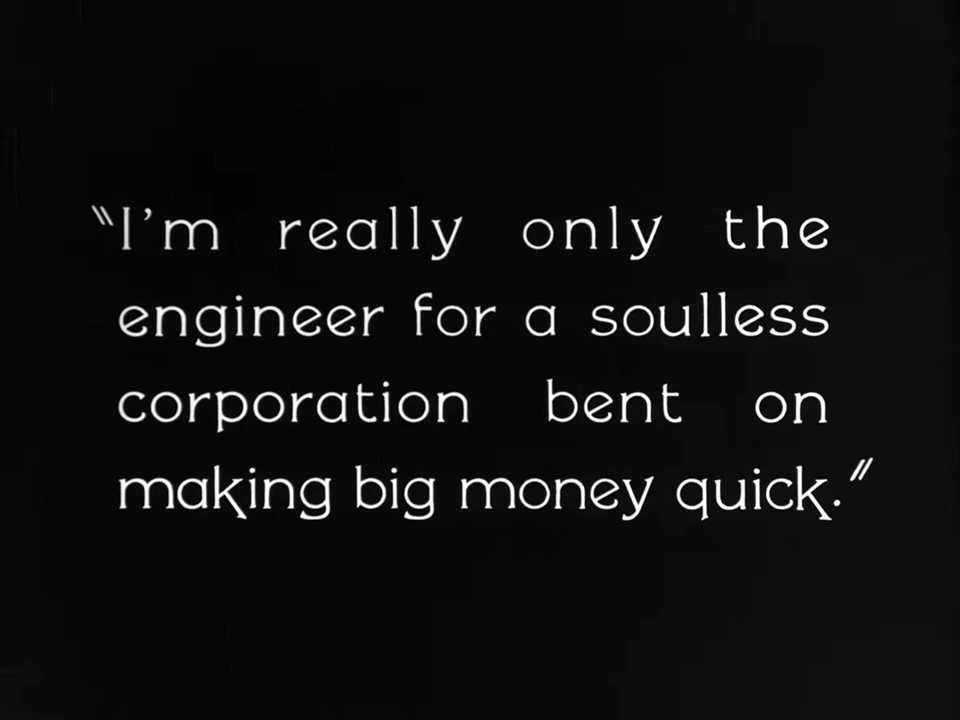 “I’m really only the
engineer for a soulless
corporation bent on
making big money quick.”